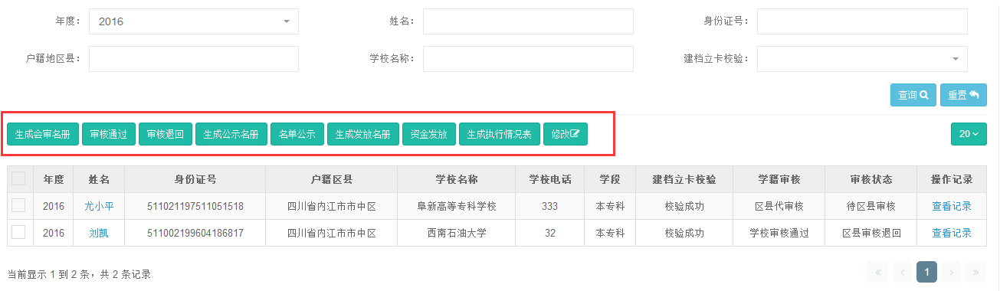 年度： 2016 姓名： 身份证号：
户籍地区县： 学校名称： 建档立卡校验：
查询 重置
生成会审名册 审核通过 审核退回 生成公示名册 名单公示 生成发放名册 资金发放 生成执行情况表 修改 20
年度 姓名 身份证号 户籍区县 学校名称 学校电话 学段 建档立卡校验 学籍审核 审核状态 操作记录
2016 尤小平 511021197511051518 四川省内江市市中区 阜新高等专科学校 333 本专科 校验成功 区县代审核 待区县审核 查看记录
2016 刘凯 511002199604186817 四川省内江市市中区 西南石油大学 32 本专科 校验成功 学校审核通过 区县审核退回 查看记录
当前显示 1 到 2 条，共 2 条记录 « ‹ 1 › »